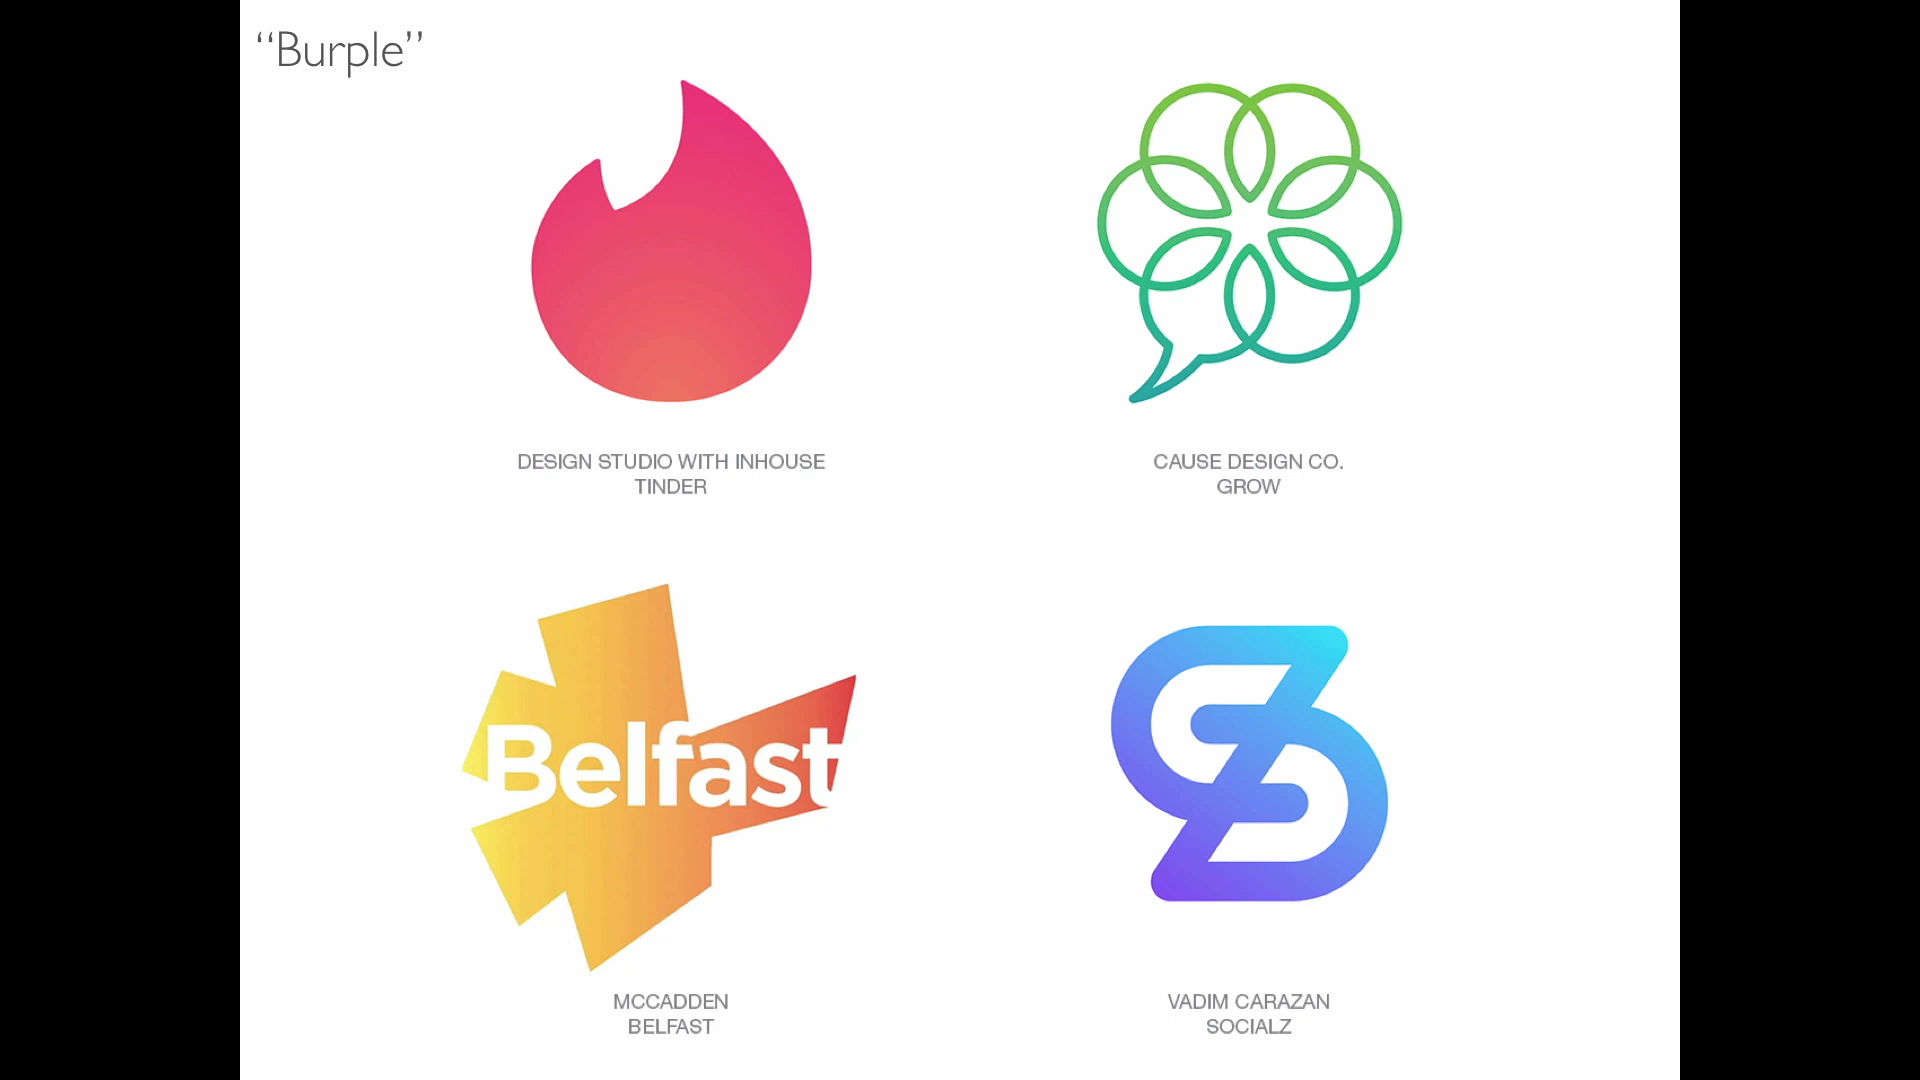 “Burple”
DESIGN STUDIO WITH INHOUSE
TINDER
CAUSE DESIGN CO.
GROW
Belfast
MCCADDEN
BELFAST
VADIM CARAZAN
SOCIALZ